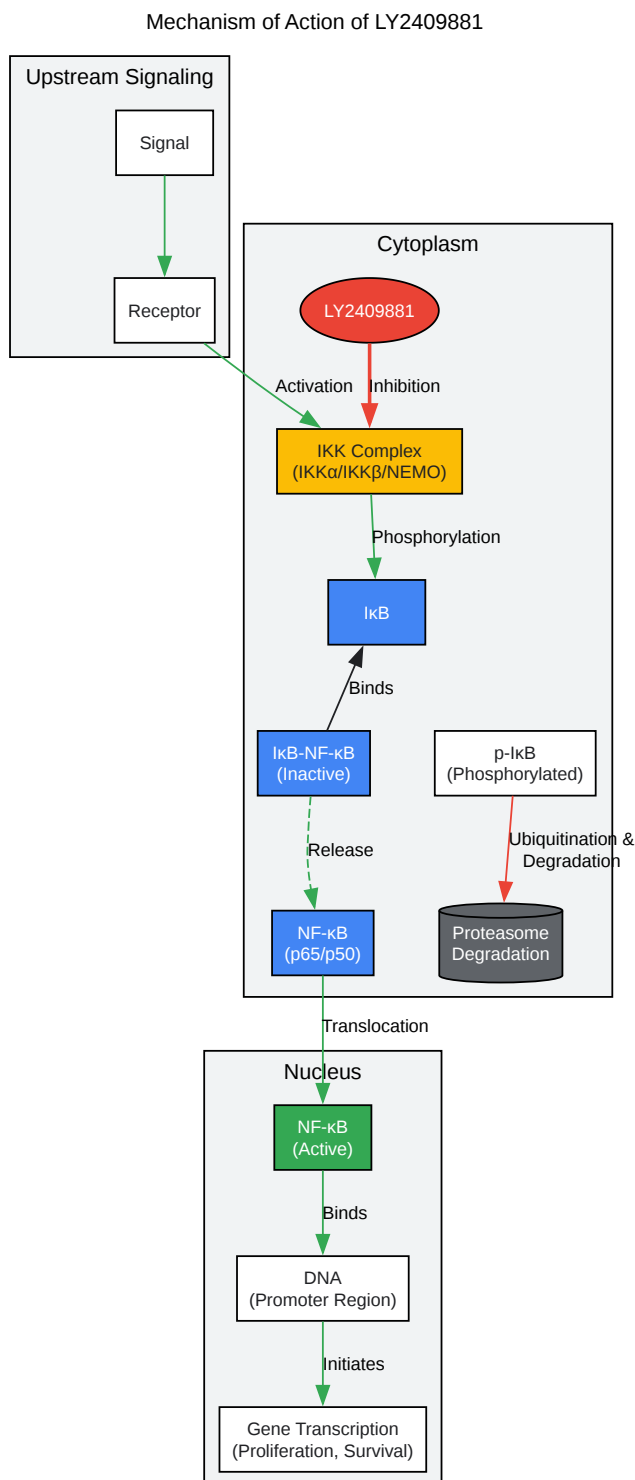 Mechanism of Action of LY2409881
Upstream Signaling
Signal
Receptor
Cytoplasm
LY2409881
Activation
Inhibition
IKK Complex
(IKKα/IKKβ/NEMO)
Phosphorylation
IκB
Binds
IκB-NF-κB
(Inactive)
p-IκB
(Phosphorylated)
Release
Ubiquitination &
Degradation
NF-κB
(p65/p50)
Proteasome
Degradation
Translocation
Nucleus
NF-κB
(Active)
Binds
DNA
(Promoter Region)
Initiates
Gene Transcription
(Proliferation, Survival)